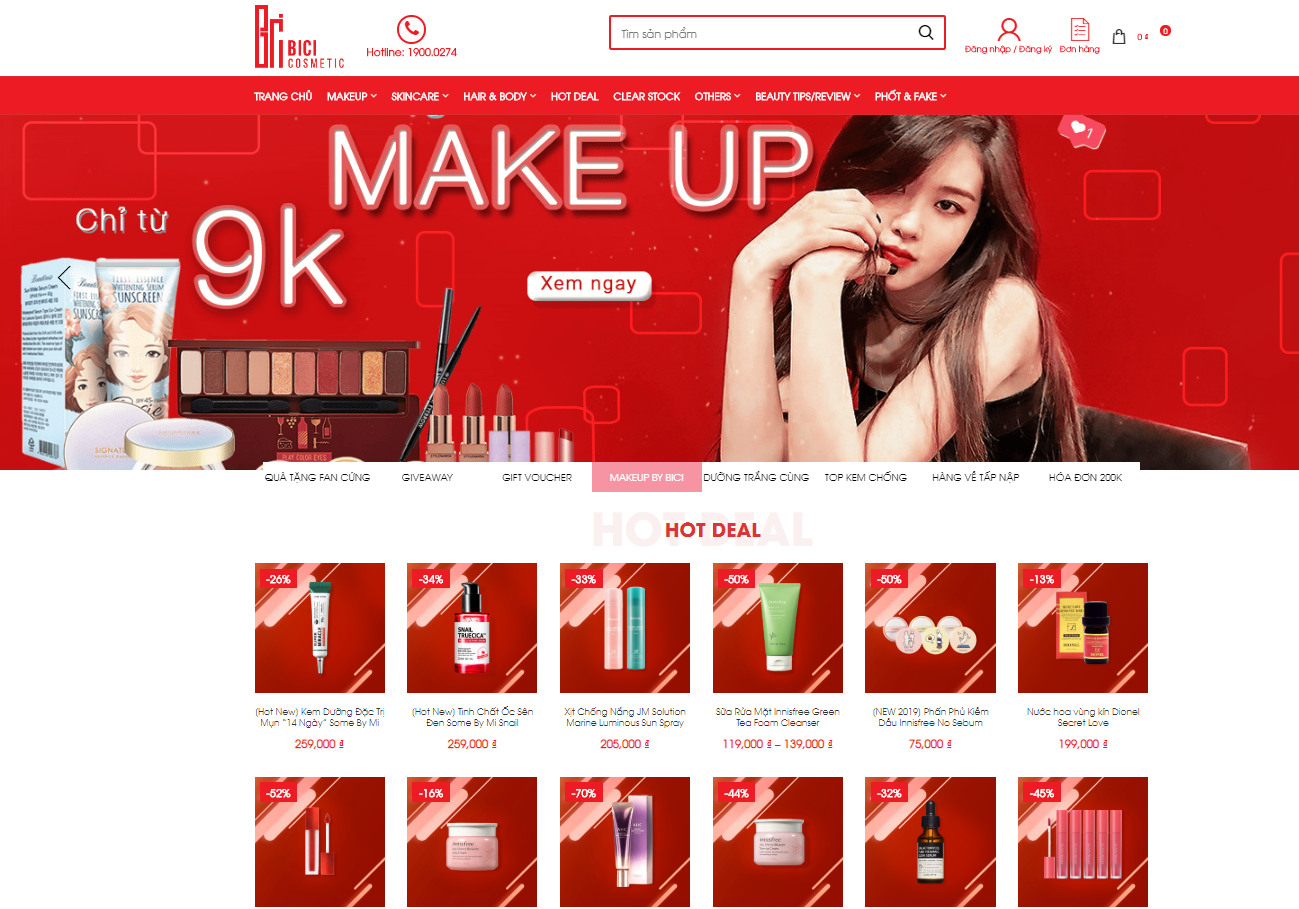 BICI
COSMETIC
Hotline: 1900.0274
Tìm sản phẩm
Đăng nhập / Đăng ký
Đơn hàng
0 ₫
0
TRANG CHỦ MAKEUP SKINCARE HAIR & BODY HOT DEAL CLEAR STOCK OTHERS BEAUTY TIPS/REVIEW PHỐT & FAKE
MAKE UP
1
Chỉ từ
9k
Xem ngay
FIRST ESSENCE
WHITENING SERUM
SUNSCREEN
PLAY COLOR EYES
QUÀ TẶNG FAN CỨNG GIVEAWAY GIFT VOUCHER MAKEUP BY BICI DƯỠNG TRẮNG CÙNG TOP KEM CHỐNG HÀNG VỀ TẤP NẬP HÓA ĐƠN 200K
HOT DEAL
HOT DEAL
-26% -34% -33% -50% -50% -13%
SNAIL
TRUECICA
(Hot New) Kem Dưỡng Đặc Trị
Mụn “14 Ngày” Some By Mi
259,000 ₫
(Hot New) Tinh Chất Ốc Sên
Đen Some By Mi Snail
259,000 ₫
Xịt Chống Nắng JM Solution
Marine Luminous Sun Spray
205,000 ₫
Sữa Rửa Mặt Innisfree Green
Tea Foam Cleanser
119,000 ₫ – 139,000 ₫
(NEW 2019) Phấn Phủ Kiềm
Dầu Innisfree No Sebum
75,000 ₫
Nước hoa vùng kín Dionel
Secret Love
199,000 ₫
-52% -16% -70% -44% -32% -45%
innisfree
innisfree